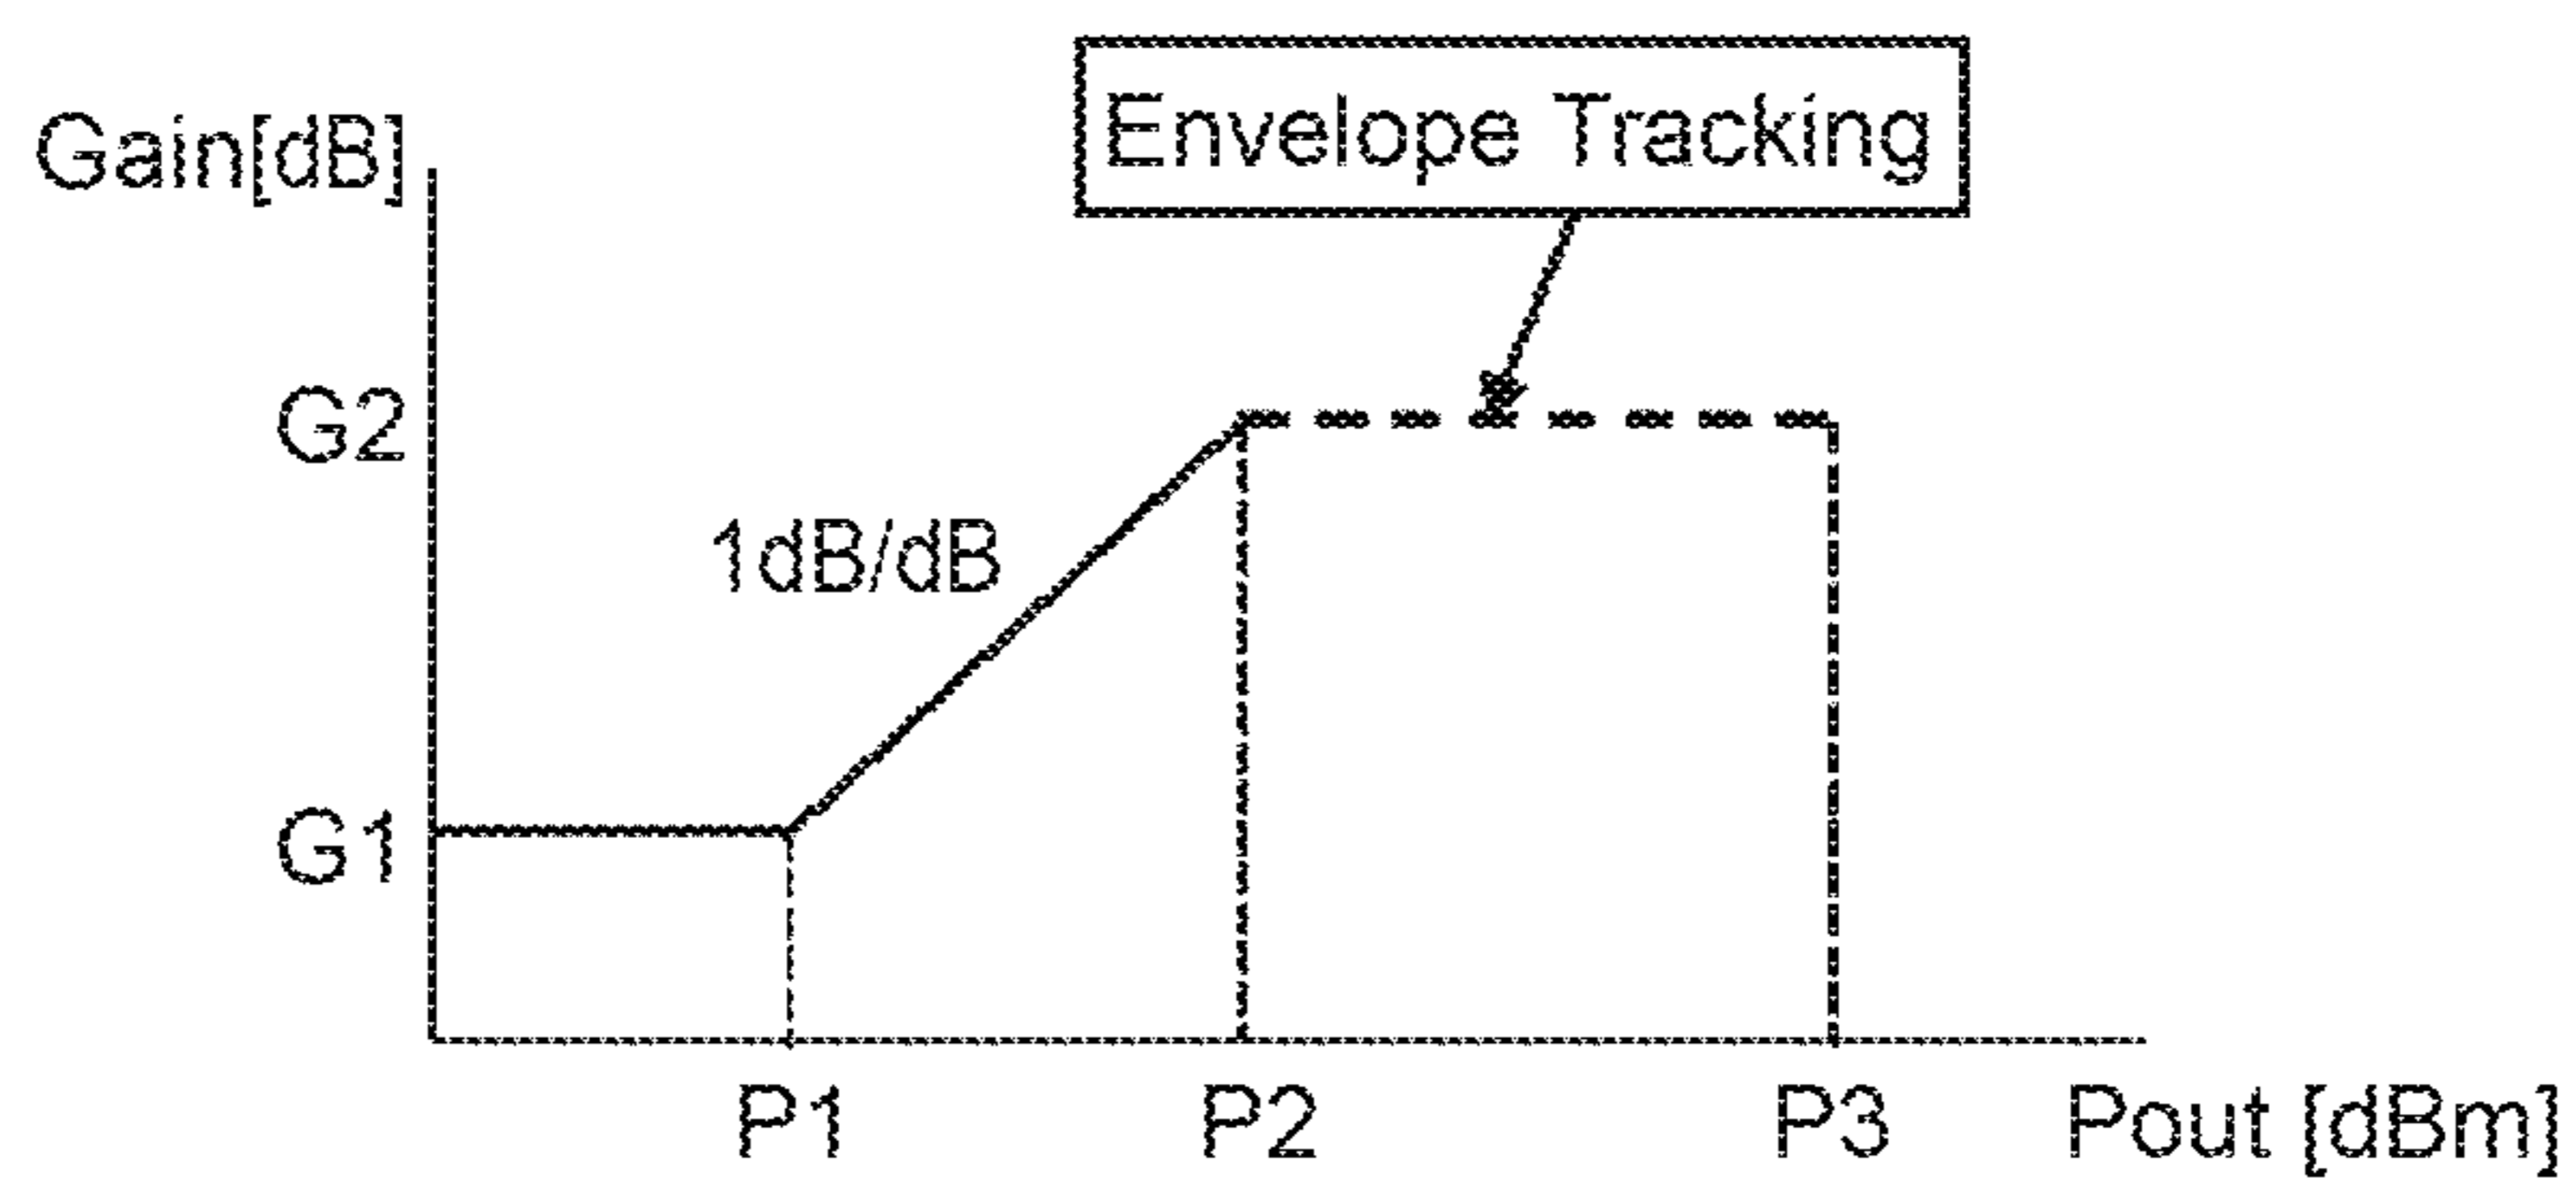 Envelope Tracking
Gain[dB]
G2
1dB/dB
G1
P1
P2
P3
Pout [dBm]